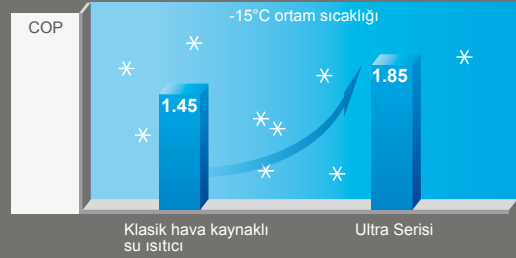 COP
-15°C ortam sıcaklığı
1.45
1.85
Klasik hava kaynaklı
su ısıtıcı
Ultra Serisi